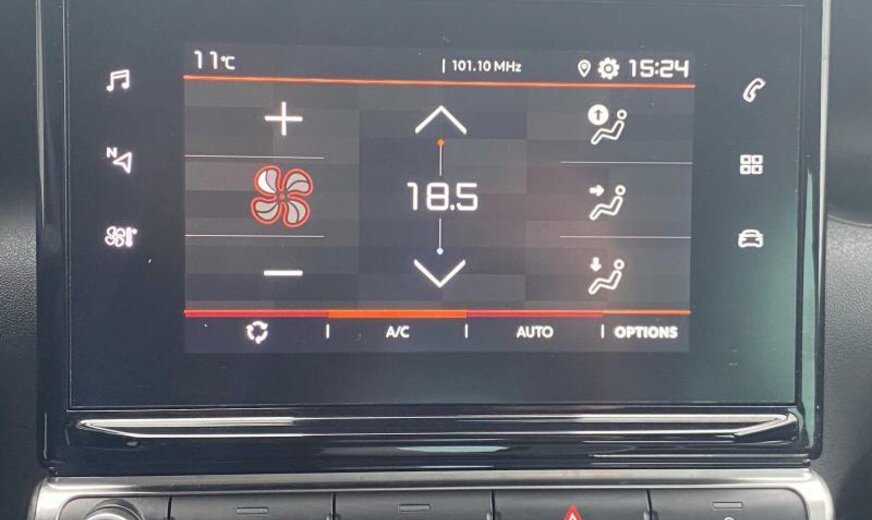 11°C | 101.10 MHz 15:24
N
18.5
| A/C | AUTO | OPTIONS